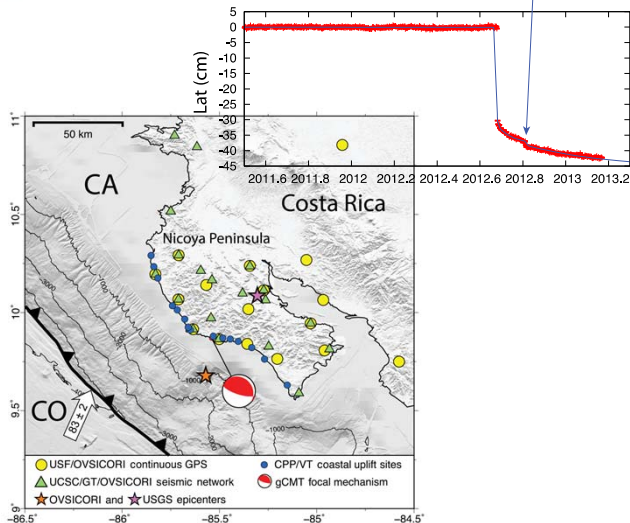 5
0
-5
-10
-15
-20
-25
-30
-35
-40
-45
Lat (cm)
2011.6 2011.8 2012 2012.2 2012.4 2012.6 2012.8 2013 2013.2
11
10.5
10
9.5
9
50 km
CA
Costa Rica
Nicoya Peninsula
-1000
-1000
-1000
-3000
CO
83 ± 2
USF/OVSICORI continuous GPS
CPP/VT coastal uplift sites
UCSC/GT/OVSICORI seismic network
gCMT focal mechanism
OVSICORI and USGS epicenters
-86.5 -86 -85.5 -85 -84.5